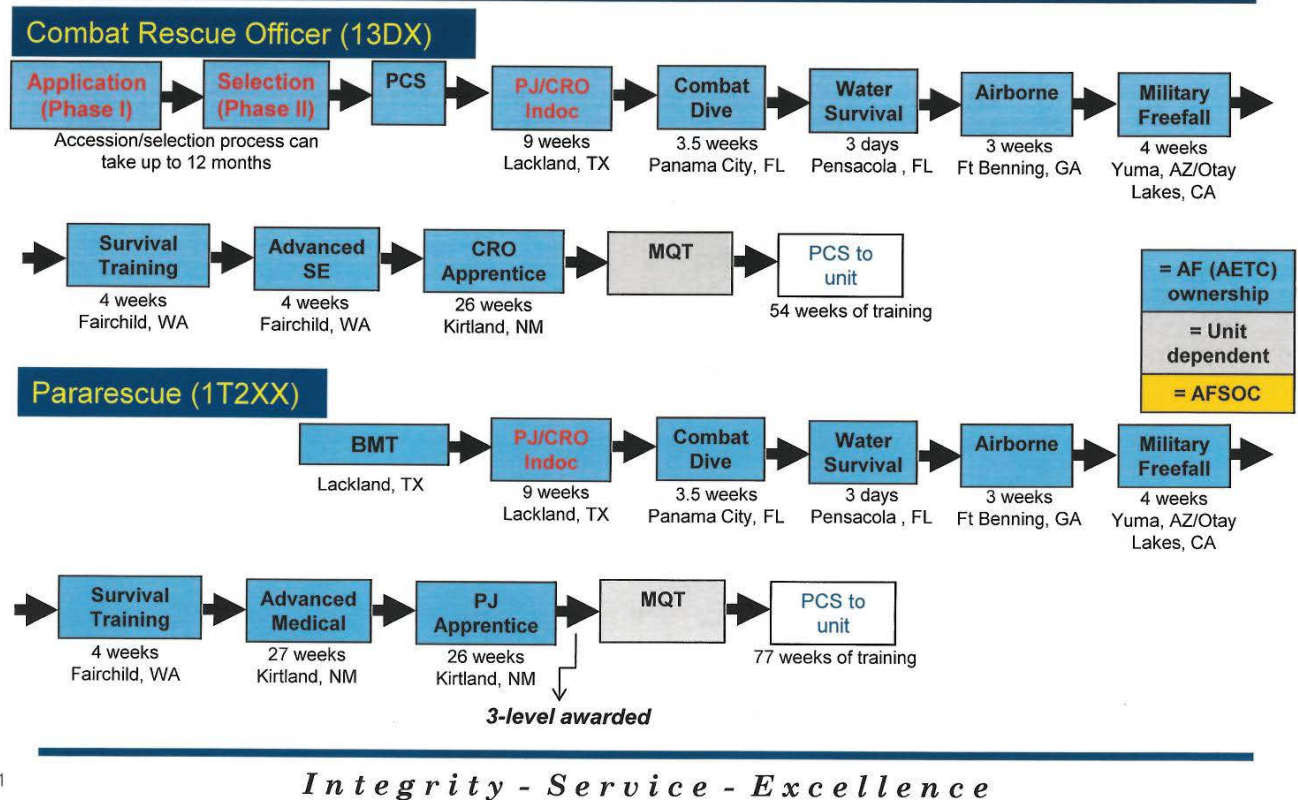 Combat Rescue Officer (13DX)
Application
(Phase I)
Selection
(Phase II)
PCS
PJ/CRO
Indoc
Combat
Dive
Water
Survival
Airborne
Military
Freefall
Accession/selection process can
take up to 12 months
9 weeks
Lackland, TX
3.5 weeks
Panama City, FL
3 days
Pensacola , FL
3 weeks
Ft Benning, GA
4 weeks
Yuma, AZ/Otay
Lakes, CA
Survival
Training
4 weeks
Fairchild, WA
Advanced
SE
4 weeks
Fairchild, WA
CRO
Apprentice
26 weeks
Kirtland, NM
MQT
PCS to
unit
54 weeks of training
= AF (AETC)
ownership
= Unit
dependent
= AFSOC
Pararescue (1T2XX)
BMT
Lackland, TX
PJ/CRO
Indoc
9 weeks
Lackland, TX
Combat
Dive
3.5 weeks
Panama City, FL
Water
Survival
3 days
Pensacola , FL
Airborne
3 weeks
Ft Benning, GA
Military
Freefall
4 weeks
Yuma, AZ/Otay
Lakes, CA
Survival
Training
4 weeks
Fairchild, WA
Advanced
Medical
27 weeks
Kirtland, NM
PJ
Apprentice
26 weeks
Kirtland, NM
3-level awarded
MQT
PCS to
unit
77 weeks of training
Integrity - Service - Excellence